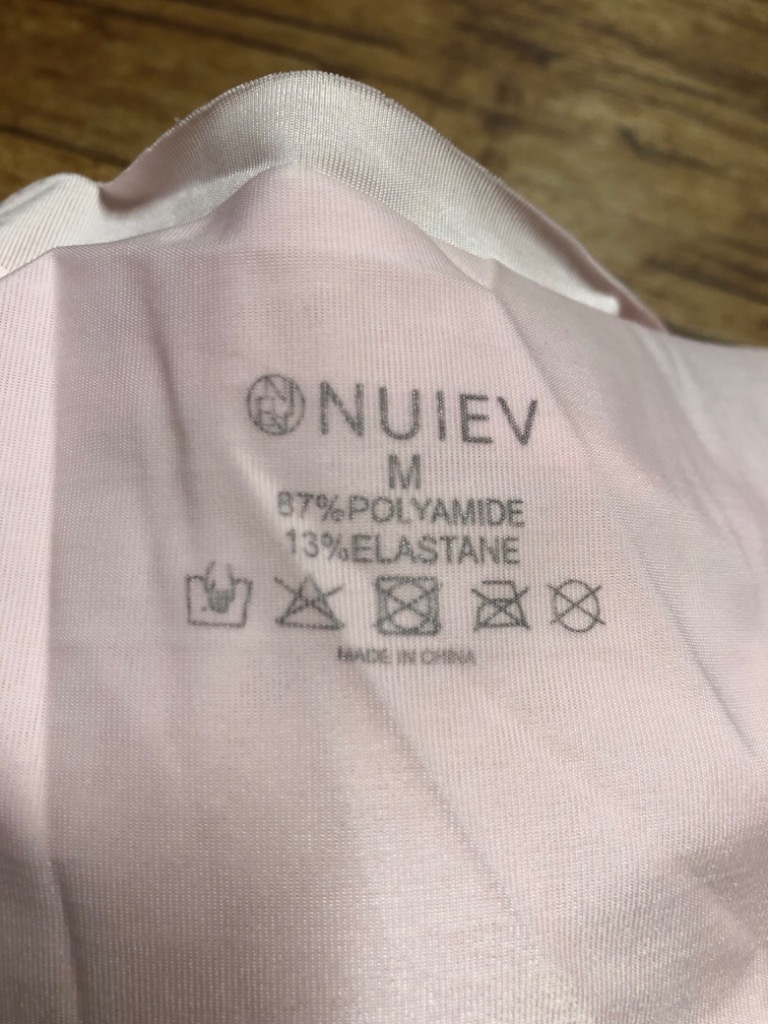 NUIEV
M
87%POLYAMIDE
13%ELASTANE
MADE IN CHINA